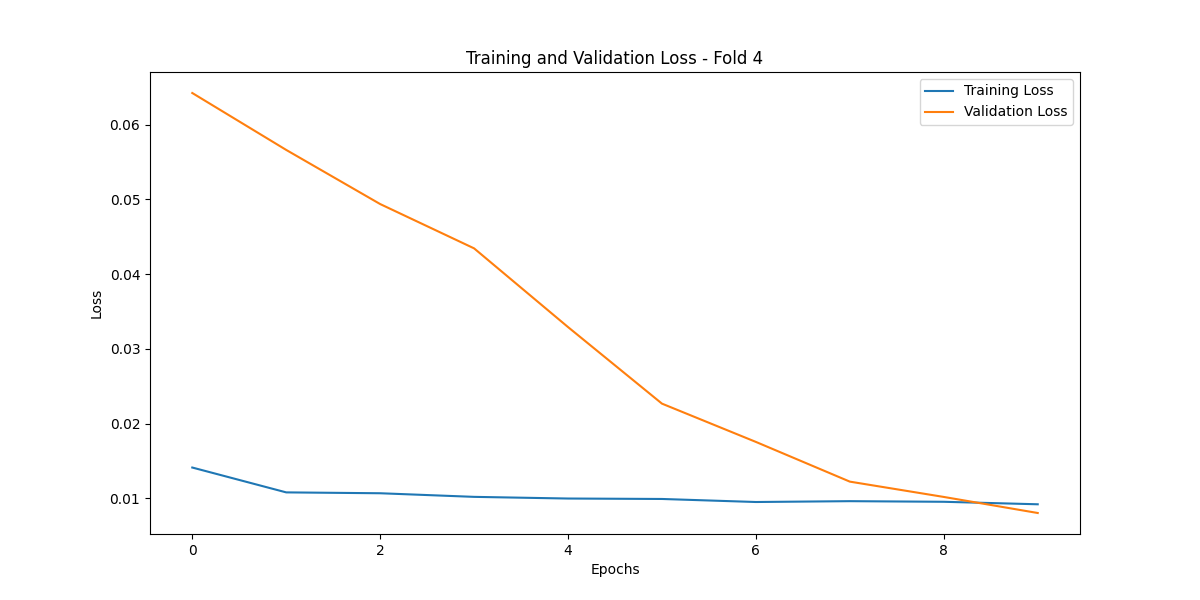 Training and Validation Loss - Fold 4
Training Loss
Validation Loss
0.06
0.05
0.04
0.03
0.02
0.01
Loss
0 2 4 6 8
Epochs